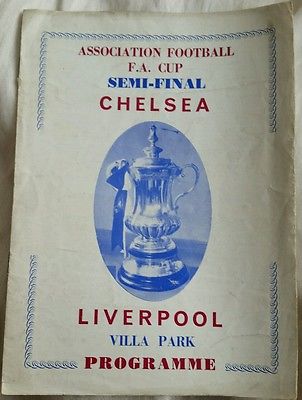 ASSOCIATION FOOTBALL
F.A. CUP
SEMI-FINAL
CHELSEA
LIVERPOOL
VILLA PARK
PROGRAMME